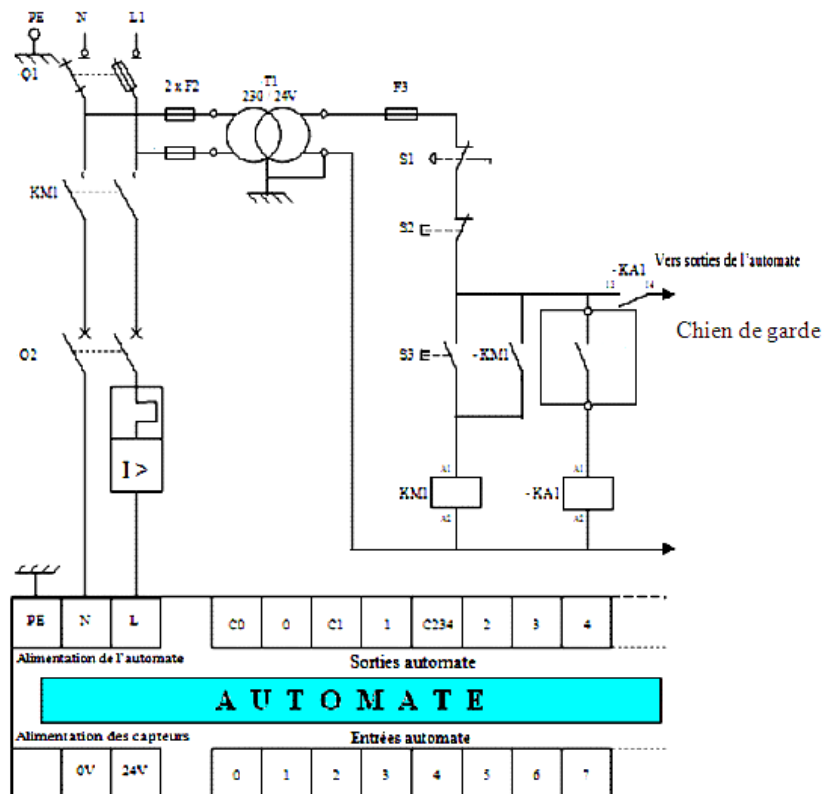 PE N L1
Q1
2 x F2
T1
230 24V
F3
S1
KM1
S2
Vers sorties de l'automate
-KA1
13 14
Chien de garde
Q2
S3
-KM1
I >
A1 A1
KM1 -KA1
A2 A2
PE N L C0 0 C1 1 C234 2 3 4
Alimentation de l'automate Sorties automate
AUTOMATE
Alimentation des capteurs Entrées automate
0V 24V 0 1 2 3 4 5 6 7